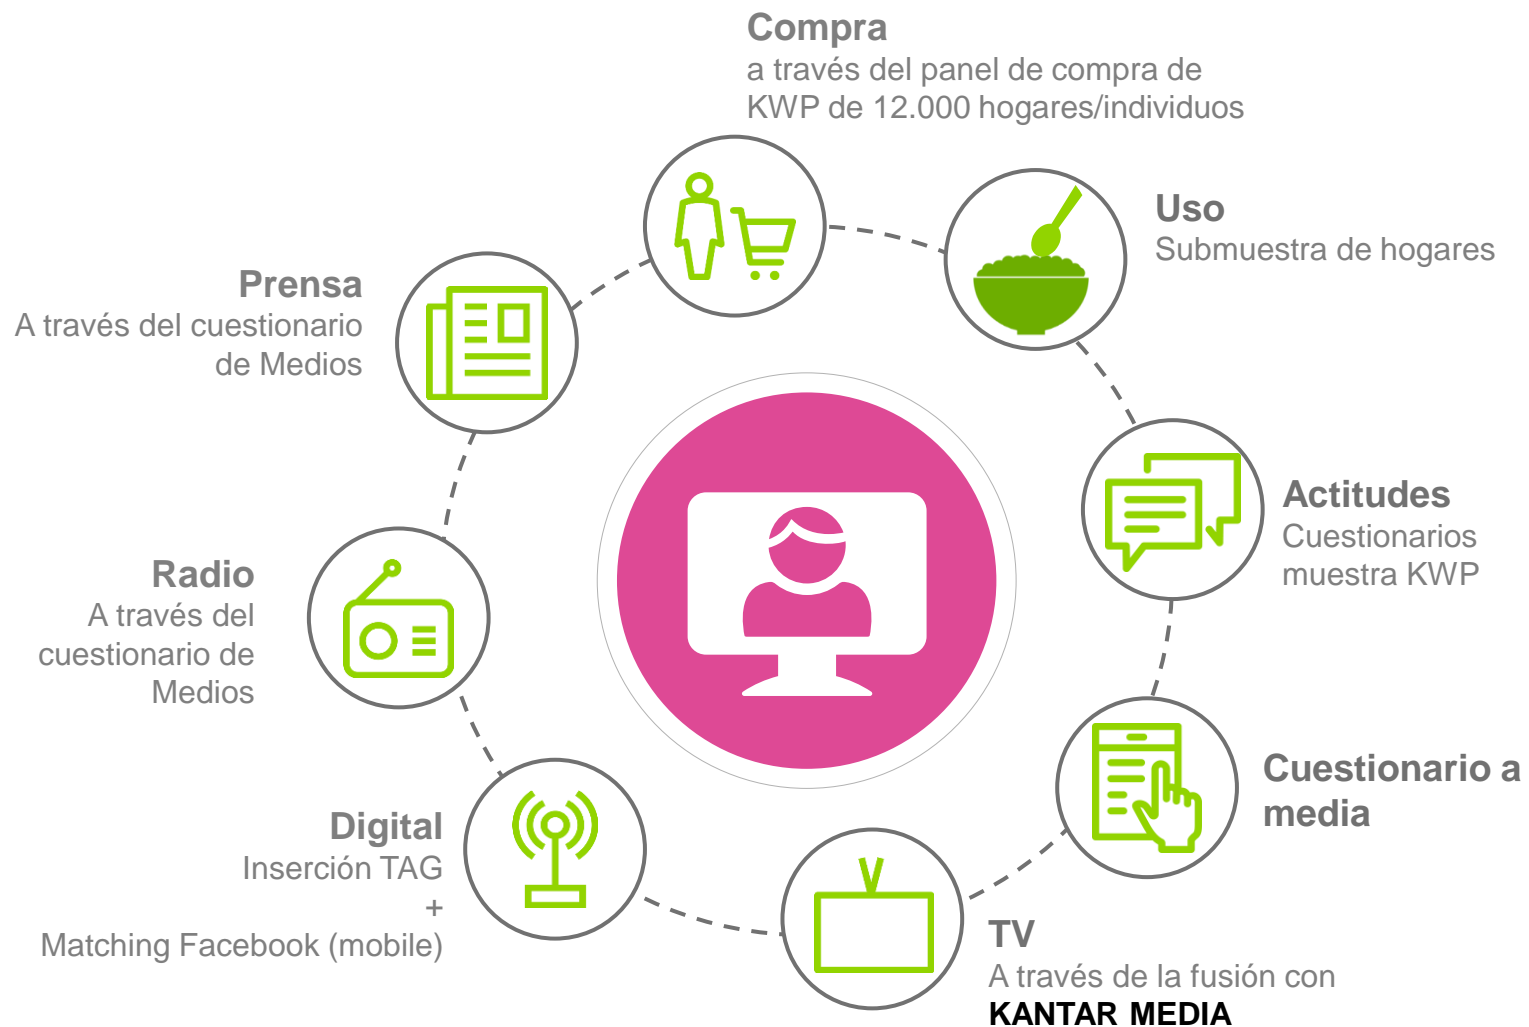 Compra
a través del panel de compra de
KWP de 12.000 hogares/individuos
Uso
Submuestra de hogares
Actitudes
Cuestionarios
muestra KWP
Cuestionario a
media
TV
A través de la fusión con
KANTAR MEDIA
Digital
Inserción TAG
+
Matching Facebook (mobile)
Radio
A través del
cuestionario de
Medios
Prensa
A través del cuestionario
de Medios